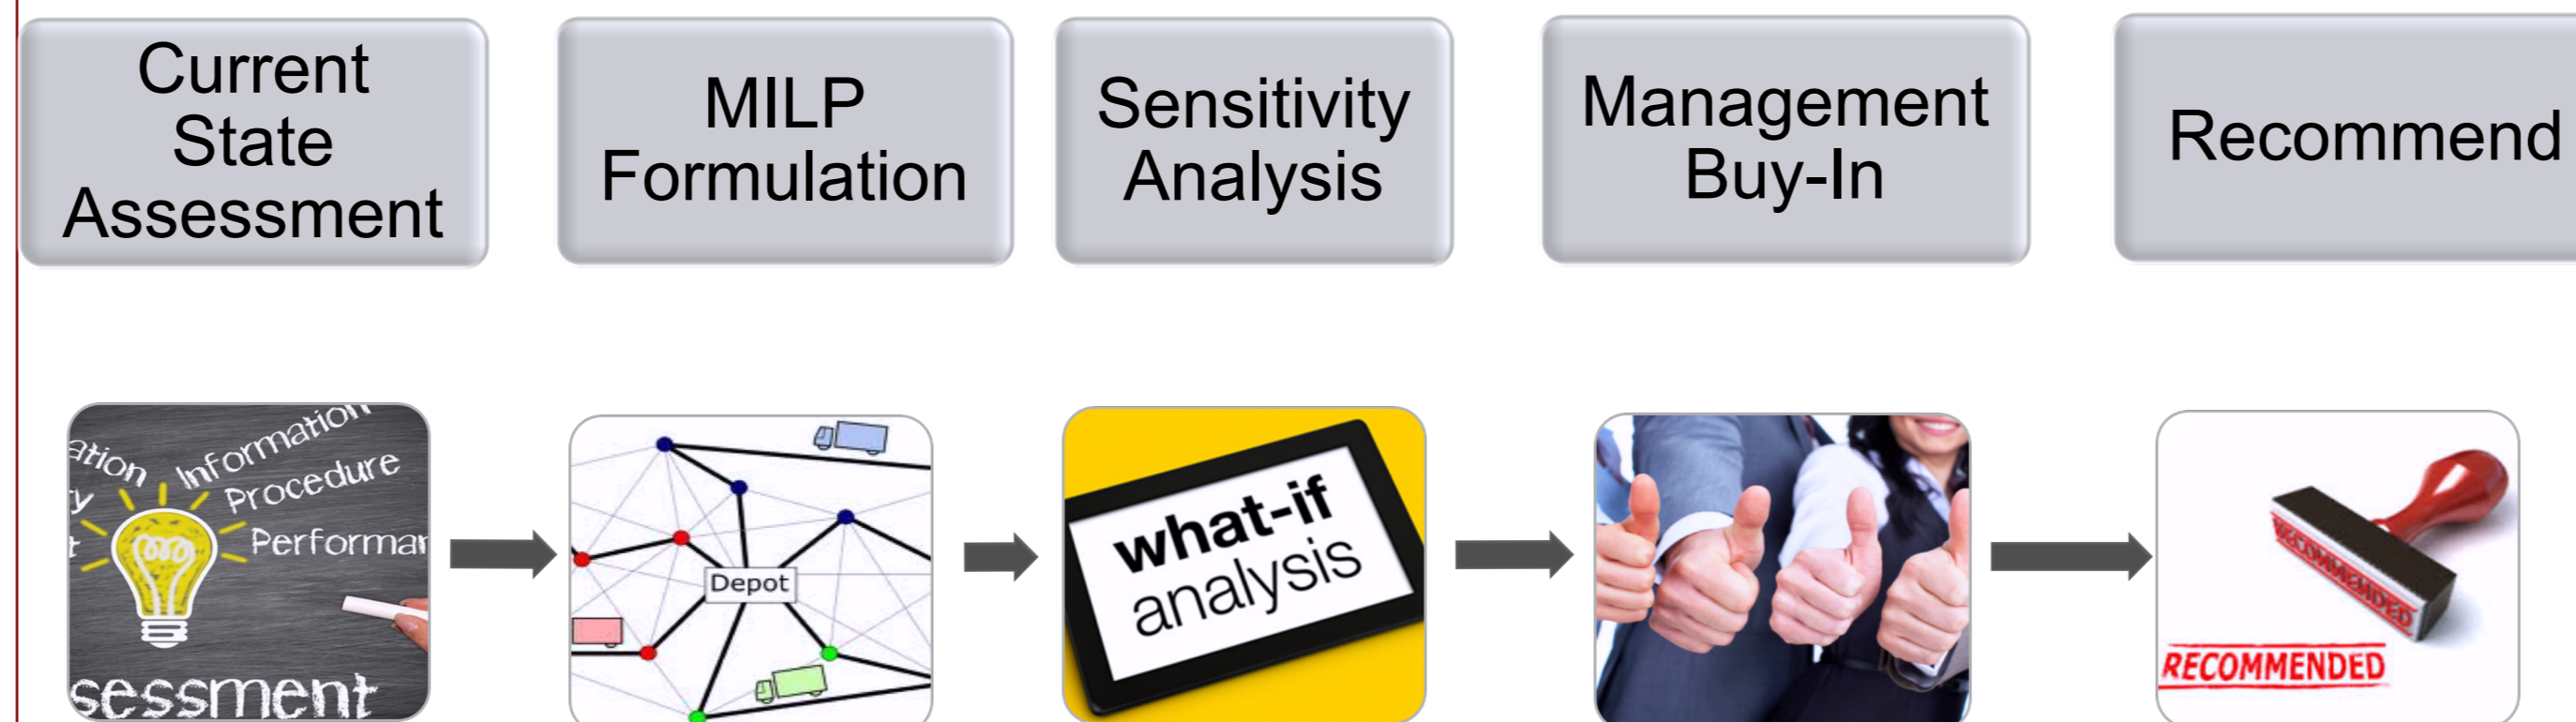 Current
State
Assessment
MILP
Formulation
Sensitivity
Analysis
Management
Buy-In
Recommend
ation
Information
Procedure
y
Performan
t
sessment
Depot
what-if
analysis
RECOMMENDED
RECOMMENDED